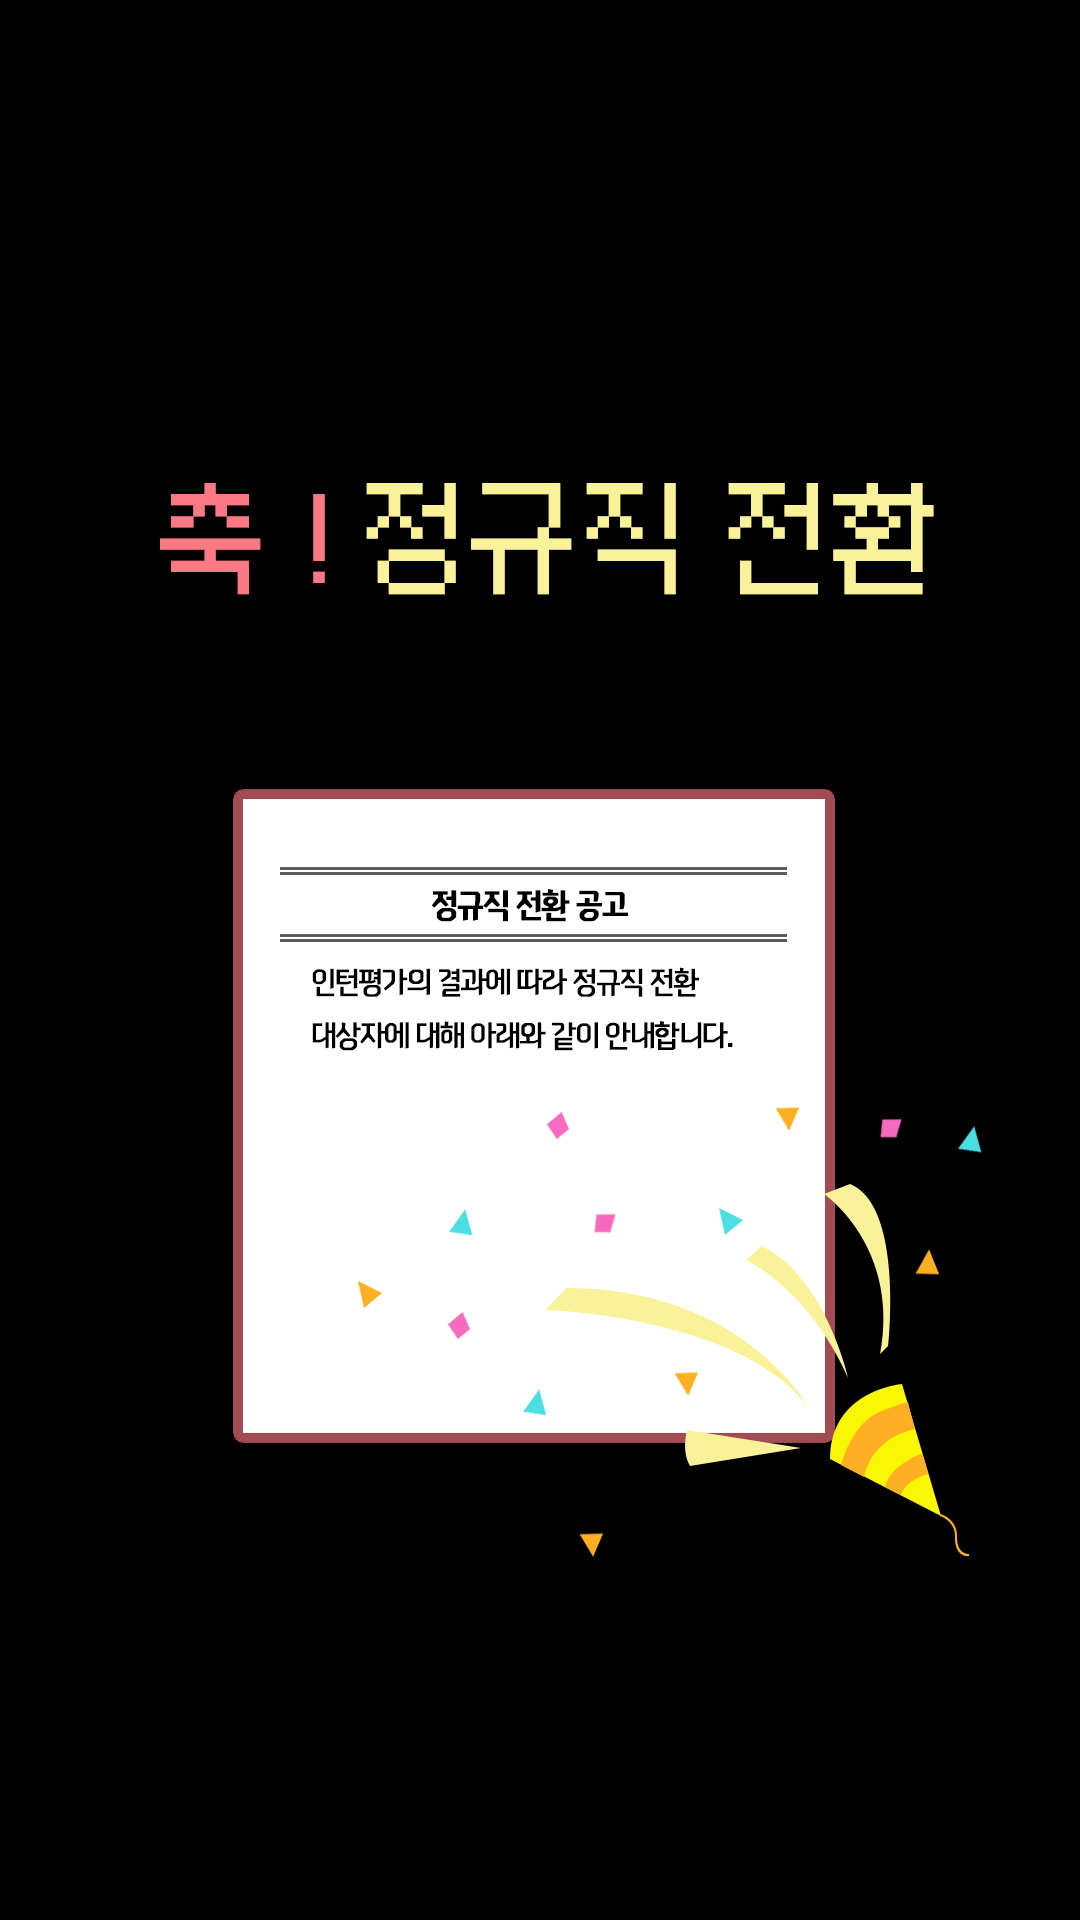 축! 정규직 전환
정규직 전환 공고
인턴평가의 결과에 따라 정규직 전환
대상자에 대해 아래와 같이 안내합니다.